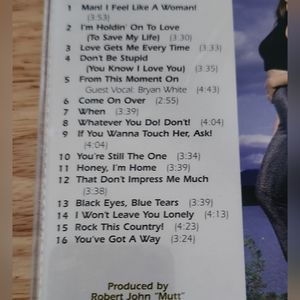 1 Man! I Feel Like A Woman!
(3:53)
2 I'm Holdin' On To Love
(To Save My Life) (3:30)
3 Love Gets Me Every Time (3:33)
4 Don't Be Stupid
(You Know I Love You) (3:35)
5 From This Moment On
Guest Vocal: Bryan White (4:43)
6 Come On Over (2:55)
7 When (3:39)
8 Whatever You Do! Don't! (4:04)
9 If You Wanna Touch Her, Ask!
(4:04)
10 You're Still The One (3:34)
11 Honey, I'm Home (3:39)
12 That Don't Impress Me Much
(3:38)
13 Black Eyes, Blue Tears (3:39)
14 I Won't Leave You Lonely (4:13)
15 Rock This Country! (4:23)
16 You've Got A Way (3:24)
Produced by
Robert John "Mutt"